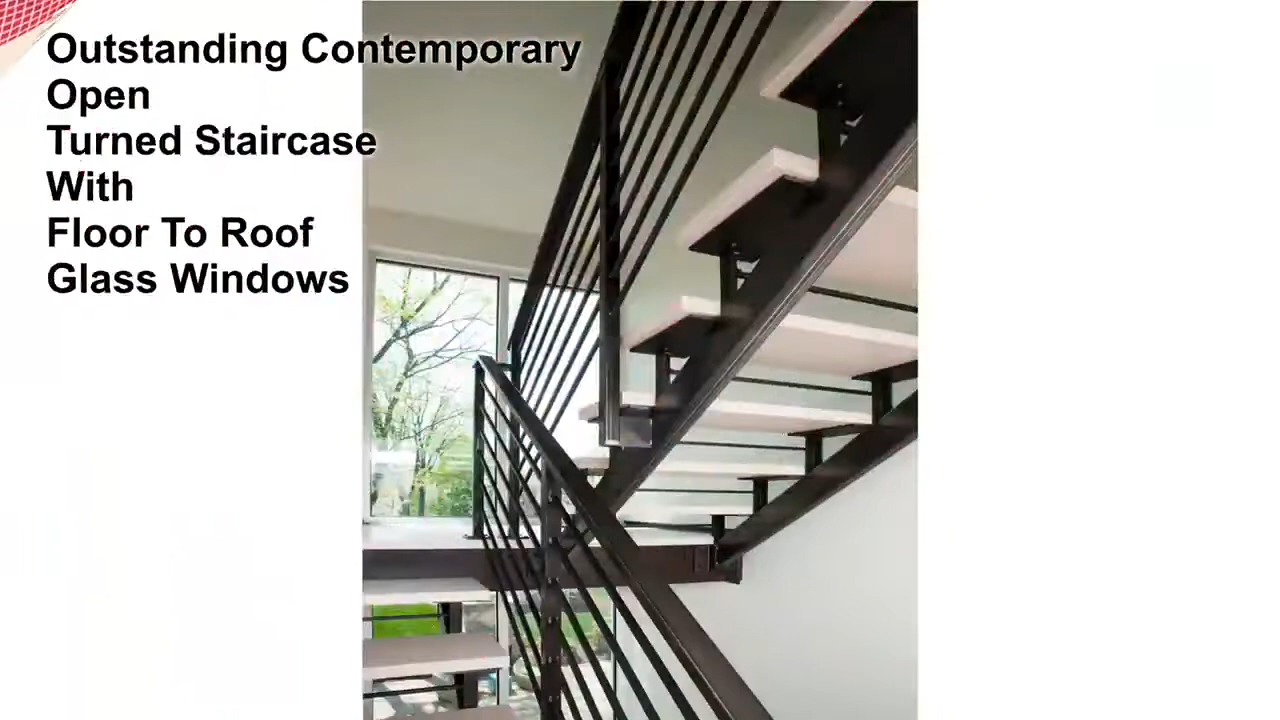 Outstanding Contemporary
Open
Turned Staircase
With
Floor To Roof
Glass Windows